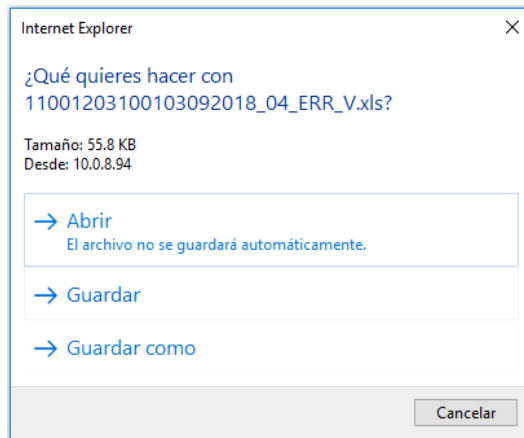 Internet Explorer
¿Qué quieres hacer con
11001203100103092018_04_ERR_V.xls?
Tamaño: 55.8 KB
Desde: 10.0.8.94
Abrir
El archivo no se guardará automáticamente.
Guardar
Guardar como
Cancelar